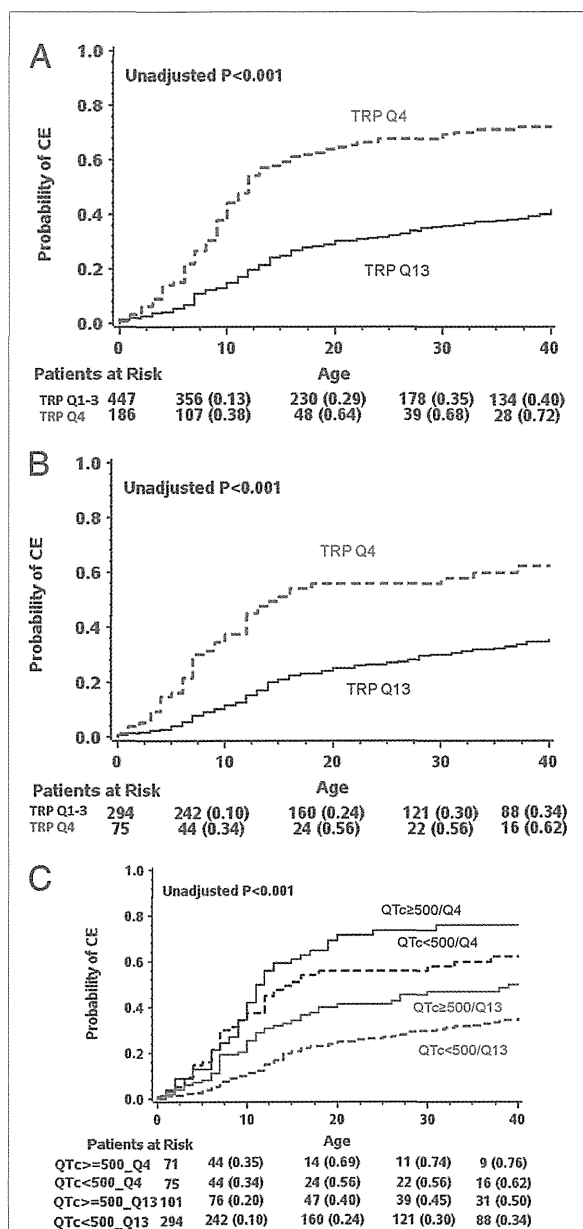 A
Unadjusted P<0.001
1.0
0.8
0.6
0.4
0.2
0.0
Probability of CE
TRP Q4
TRP Q13
0 10 20 30 40
Patients at Risk Age
TRP Q1-3 447 356 (0.13) 230 (0.29) 178 (0.35) 134 (0.40)
TRP Q4 186 107 (0.38) 48 (0.64) 39 (0.68) 28 (0.72)
B
Unadjusted P<0.001
1.0
0.8
0.6
0.4
0.2
0.0
Probability of CE
TRP Q4
TRP Q13
0 10 20 30 40
Patients at Risk Age
TRP Q1-3 294 242 (0.10) 160 (0.24) 121 (0.30) 88 (0.34)
TRP Q4 75 44 (0.34) 24 (0.56) 22 (0.56) 16 (0.62)
C
Unadjusted P<0.001
1.0
0.8
0.6
0.4
0.2
0.0
Probability of CE
QTc≥500/Q4
QTc<500/Q4
QTc≥500/Q13
QTc<500/Q13
0 10 20 30 40
Patients at Risk Age
QTc>=500_Q4 71 44 (0.35) 14 (0.69) 11 (0.74) 9 (0.76)
QTc<500_Q4 75 44 (0.34) 24 (0.56) 22 (0.56) 16 (0.62)
QTc>=500_Q13 101 76 (0.20) 47 (0.40) 39 (0.45) 31 (0.50)
QTc<500_Q13 294 242 (0.10) 160 (0.24) 121 (0.30) 88 (0.34)